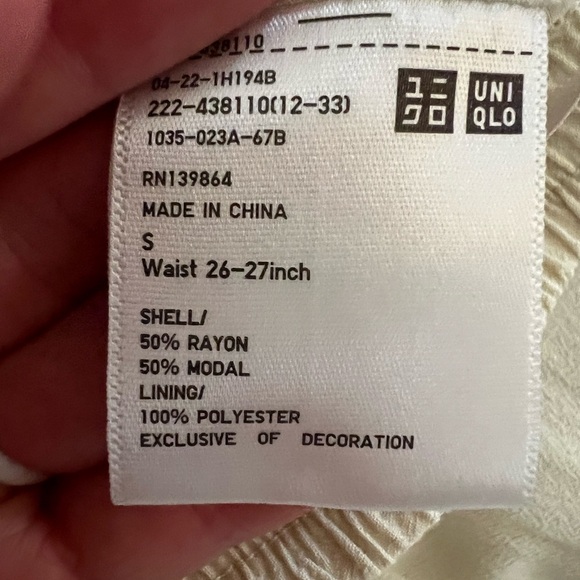 438110
04-22-1H194B
222-438110(12-33)
1035-023A-67B
ユニ
クロ
UNI
QLO
RN139864
MADE IN CHINA
S
Waist 26-27inch
SHELL/
50% RAYON
50% MODAL
LINING/
100% POLYESTER
EXCLUSIVE OF DECORATION